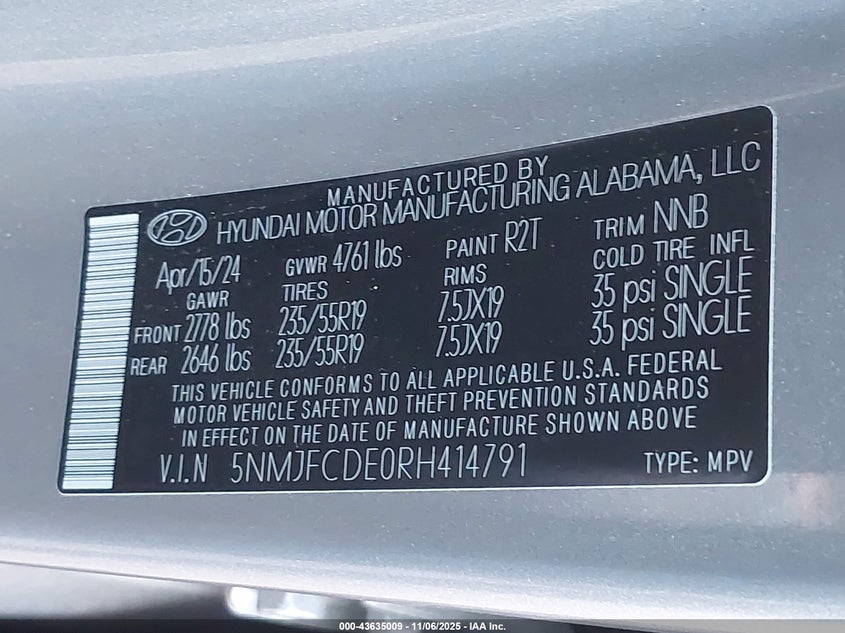 MANUFACTURED BY
HYUNDAI MOTOR MANUFACTURING ALABAMA, LLC
Apr/15/24 GVWR 4761 lbs PAINT R2T TRIM NNB
GAWR TIRES RIMS COLD TIRE INFL
FRONT 2778 lbs 235/55R19 7.5JX19 35 psi SINGLE
REAR 2646 lbs 235/55R19 7.5JX19 35 psi SINGLE
THIS VEHICLE CONFORMS TO ALL APPLICABLE U.S.A. FEDERAL
MOTOR VEHICLE SAFETY AND THEFT PREVENTION STANDARDS
IN EFFECT ON THE DATE OF MANUFACTURE SHOWN ABOVE
V.I.N 5NMJFCDE0RH414791 TYPE: MPV
000-43635009 - 11/06/2025 - IAA Inc.